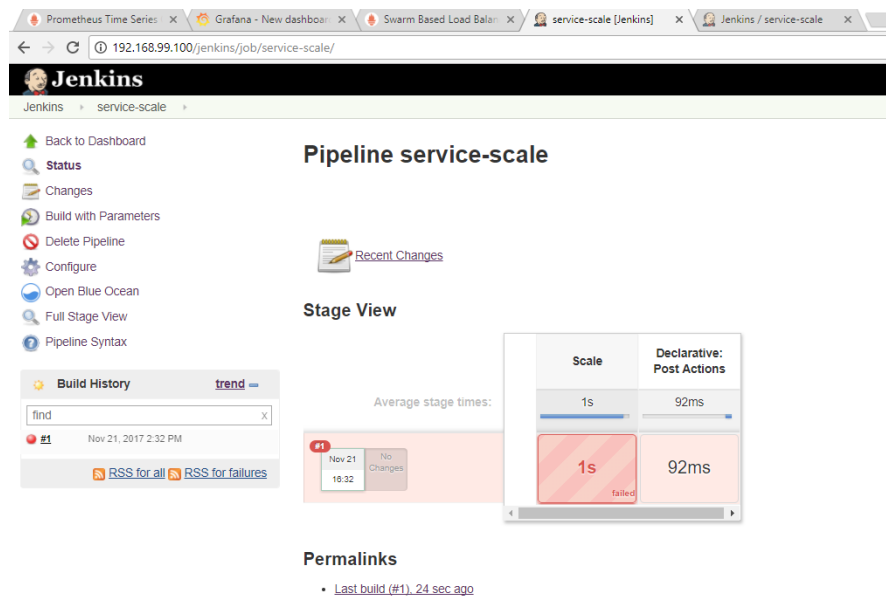 Prometheus Time Series
Grafana - New dashboar
Swarm Based Load Balan
service-scale [Jenkins]
Jenkins / service-scale
192.168.99.100/jenkins/job/service-scale/
Jenkins
Jenkins
service-scale
Back to Dashboard
Status
Changes
Build with Parameters
Delete Pipeline
Configure
Open Blue Ocean
Full Stage View
Pipeline Syntax
Build History
trend
find
x
#1
Nov 21, 2017 2:32 PM
RSS for all
RSS for failures
Pipeline service-scale
Recent Changes
Stage View
Scale
Declarative:
Post Actions
Average stage times:
1s
92ms
#1
Nov 21
16:32
No
Changes
1s
failed
92ms
Permalinks
Last build (#1), 24 sec ago